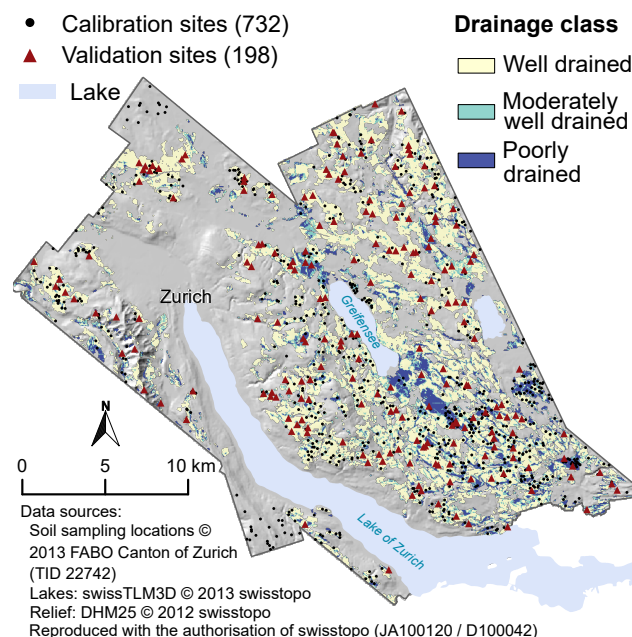 Calibration sites (732)
Validation sites (198)
Lake
Drainage class
Well drained
Moderately
well drained
Poorly
drained
Zurich
Greifensee
Lake of Zurich
N
0 5 10 km
Data sources:
Soil sampling locations ©
2013 FABO Canton of Zurich
(TID 22742)
Lakes: swissTLM3D © 2013 swisstopo
Relief: DHM25 © 2012 swisstopo
Reproduced with the authorisation of swisstopo (JA100120 / D100042)